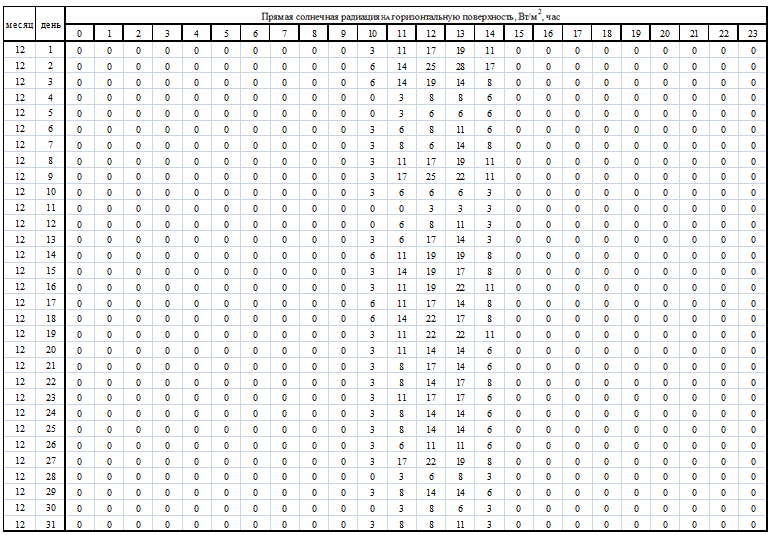 месяц день Прямая солнечная радиация на горизонтальную поверхность, Вт/м², час
0 1 2 3 4 5 6 7 8 9 10 11 12 13 14 15 16 17 18 19 20 21 22 23
12 1 0 0 0 0 0 0 0 0 0 0 3 11 17 19 11 0 0 0 0 0 0 0 0 0
12 2 0 0 0 0 0 0 0 0 0 0 6 14 25 28 17 0 0 0 0 0 0 0 0 0
12 3 0 0 0 0 0 0 0 0 0 0 6 14 19 14 8 0 0 0 0 0 0 0 0 0
12 4 0 0 0 0 0 0 0 0 0 0 0 3 8 8 6 0 0 0 0 0 0 0 0 0
12 5 0 0 0 0 0 0 0 0 0 0 0 3 6 6 6 0 0 0 0 0 0 0 0 0
12 6 0 0 0 0 0 0 0 0 0 0 3 6 8 11 6 0 0 0 0 0 0 0 0 0
12 7 0 0 0 0 0 0 0 0 0 0 3 8 6 14 8 0 0 0 0 0 0 0 0 0
12 8 0 0 0 0 0 0 0 0 0 0 3 11 17 19 11 0 0 0 0 0 0 0 0 0
12 9 0 0 0 0 0 0 0 0 0 0 3 17 25 22 11 0 0 0 0 0 0 0 0 0
12 10 0 0 0 0 0 0 0 0 0 0 3 6 6 6 3 0 0 0 0 0 0 0 0 0
12 11 0 0 0 0 0 0 0 0 0 0 0 0 3 3 3 0 0 0 0 0 0 0 0 0
12 12 0 0 0 0 0 0 0 0 0 0 0 6 8 11 3 0 0 0 0 0 0 0 0 0
12 13 0 0 0 0 0 0 0 0 0 0 3 6 17 14 3 0 0 0 0 0 0 0 0 0
12 14 0 0 0 0 0 0 0 0 0 0 6 11 19 19 8 0 0 0 0 0 0 0 0 0
12 15 0 0 0 0 0 0 0 0 0 0 3 14 19 17 8 0 0 0 0 0 0 0 0 0
12 16 0 0 0 0 0 0 0 0 0 0 3 11 19 22 11 0 0 0 0 0 0 0 0 0
12 17 0 0 0 0 0 0 0 0 0 0 6 11 17 14 8 0 0 0 0 0 0 0 0 0
12 18 0 0 0 0 0 0 0 0 0 0 6 14 22 17 8 0 0 0 0 0 0 0 0 0
12 19 0 0 0 0 0 0 0 0 0 0 3 11 22 22 11 0 0 0 0 0 0 0 0 0
12 20 0 0 0 0 0 0 0 0 0 0 3 11 14 14 6 0 0 0 0 0 0 0 0 0
12 21 0 0 0 0 0 0 0 0 0 0 3 8 17 14 6 0 0 0 0 0 0 0 0 0
12 22 0 0 0 0 0 0 0 0 0 0 3 8 14 17 8 0 0 0 0 0 0 0 0 0
12 23 0 0 0 0 0 0 0 0 0 0 3 11 17 17 6 0 0 0 0 0 0 0 0 0
12 24 0 0 0 0 0 0 0 0 0 0 3 8 14 14 6 0 0 0 0 0 0 0 0 0
12 25 0 0 0 0 0 0 0 0 0 0 3 8 14 14 6 0 0 0 0 0 0 0 0 0
12 26 0 0 0 0 0 0 0 0 0 0 3 6 11 11 6 0 0 0 0 0 0 0 0 0
12 27 0 0 0 0 0 0 0 0 0 0 3 17 22 19 8 0 0 0 0 0 0 0 0 0
12 28 0 0 0 0 0 0 0 0 0 0 0 3 6 8 3 0 0 0 0 0 0 0 0 0
12 29 0 0 0 0 0 0 0 0 0 0 3 8 14 14 6 0 0 0 0 0 0 0 0 0
12 30 0 0 0 0 0 0 0 0 0 0 0 3 8 6 3 0 0 0 0 0 0 0 0 0
12 31 0 0 0 0 0 0 0 0 0 0 3 8 8 11 3 0 0 0 0 0 0 0 0 0